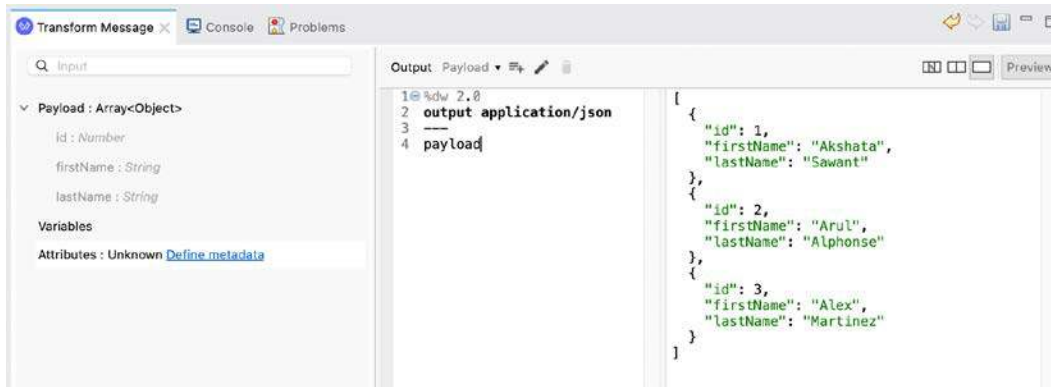 Transform Message
Console
Problems
Input
Payload : Array<Object>
id : Number
firstName : String
lastName : String
Variables
Attributes : Unknown Define metadata
Output Payload
Preview
1 %dw 2.0
2 output application/json
3 ---
4 payload
[
{
"id": 1,
"firstName": "Akshata",
"lastName": "Sawant"
},
{
"id": 2,
"firstName": "Arul",
"lastName": "Alphonse"
},
{
"id": 3,
"firstName": "Alex",
"lastName": "Martinez"
}
]